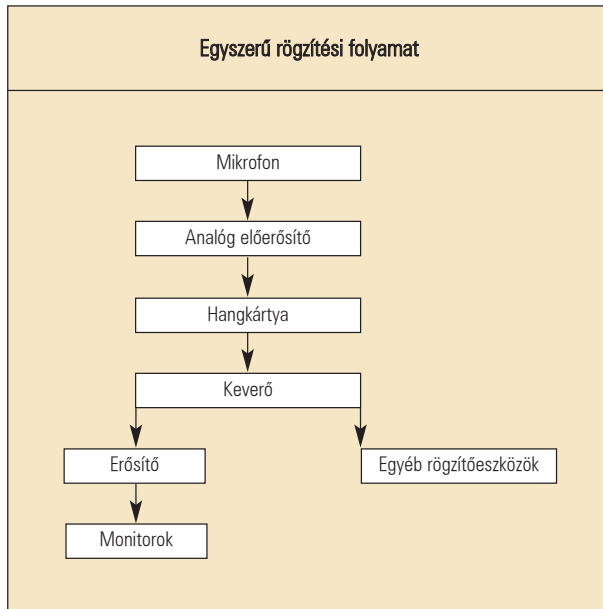 Egyszerű rögzítési folyamat
Mikrofon
Analóg előerősítő
Hangkártya
Keverő
Erősítő
Egyéb rögzítőeszközök
Monitorok